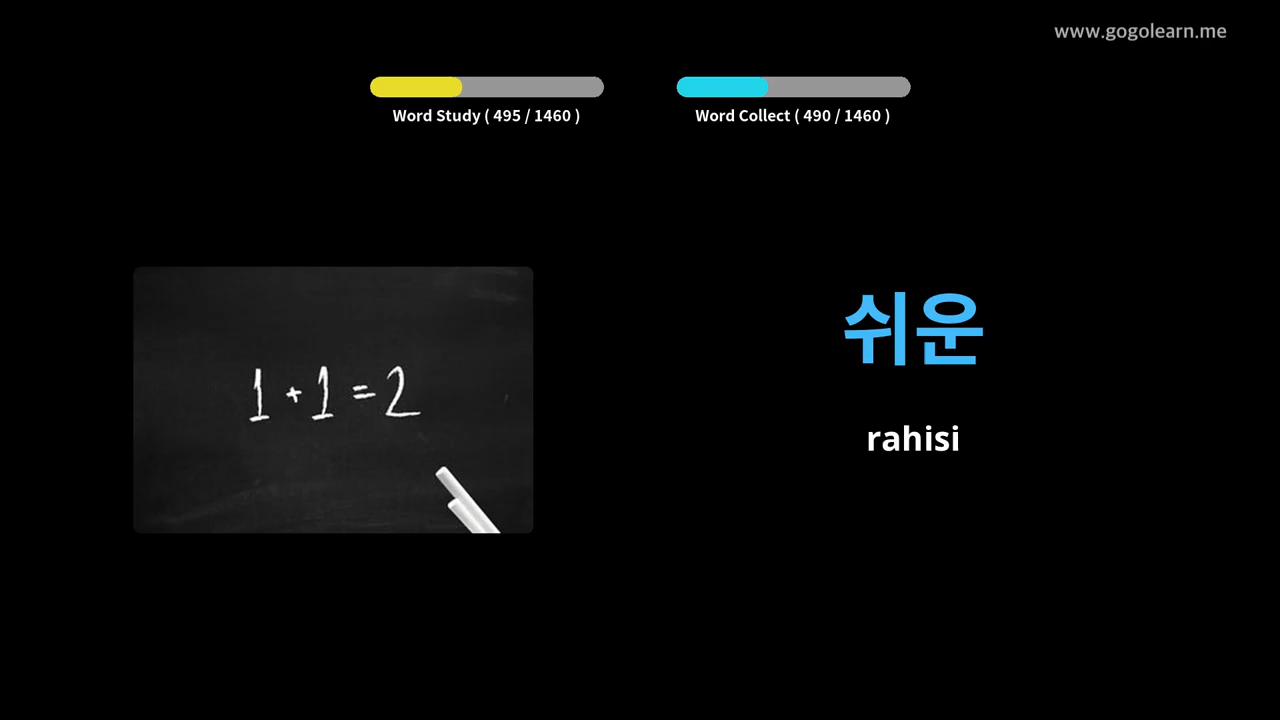 www.gogolearn.me
Word Study ( 495 / 1460 )
Word Collect ( 490 / 1460 )
1 + 1 = 2
쉬운
rahisi